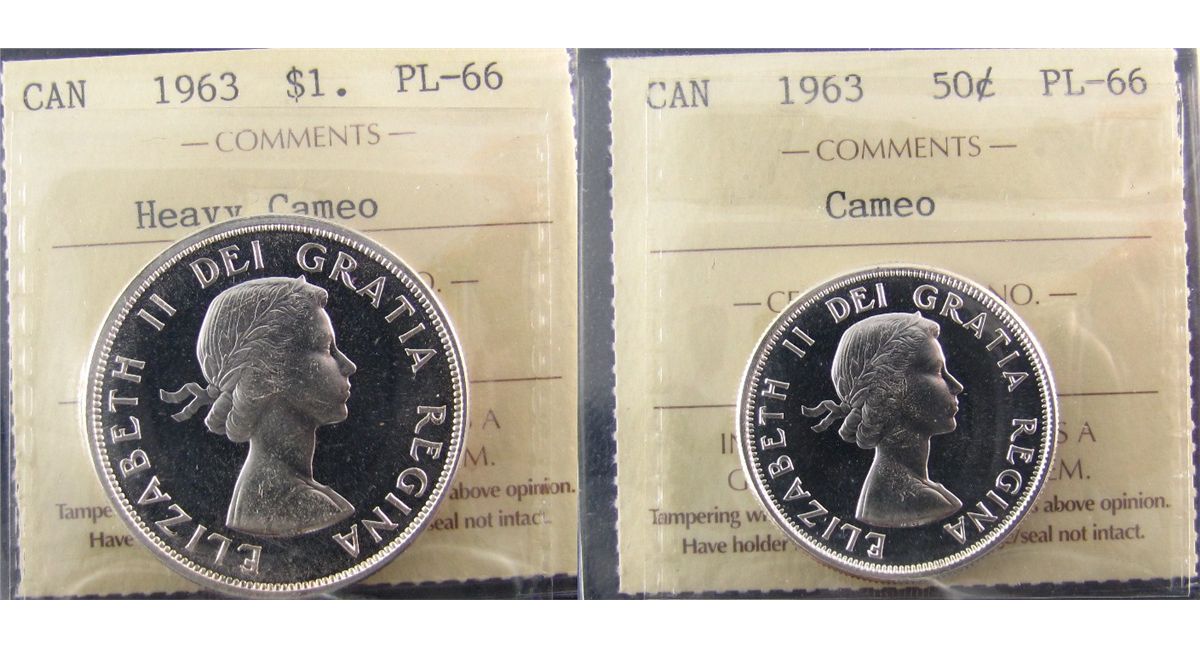 CAN 1963 $1. PL-66
— COMMENTS —
Heavy Cameo
O. —
ELIZABETH II DEI GRATIA REGINA
A
M.
above opinion.
Have seal not intact.
CAN 1963 50¢ PL-66
— COMMENTS —
Cameo
NO. —
ELIZABETH II DEI GRATIA REGINA
A
EM.
Tampering above opinion.
Have holder /seal not intact.